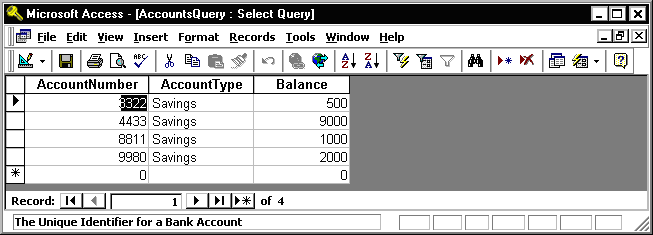 Microsoft Access - [AccountsQuery : Select Query]
File Edit View Insert Format Records Tools Window Help
AccountNumber AccountType Balance
8322 Savings 500
4433 Savings 9000
8811 Savings 1000
9980 Savings 2000
0 0
Record: 1 of 4
The Unique Identifier for a Bank Account